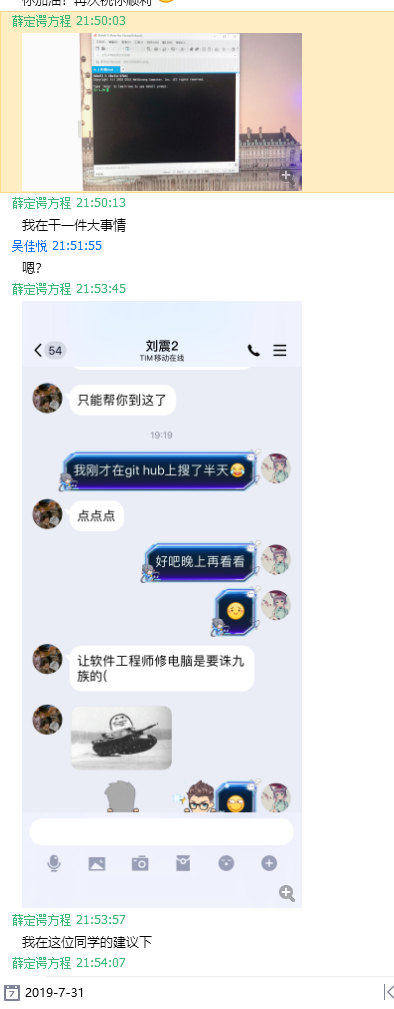 你加油！再次祝你顺利
薛定谔方程 21:50:03
薛定谔方程 21:50:13
我在干一件大事情
吴佳悦 21:51:55
嗯?
薛定谔方程 21:53:45
54
刘震2
TIM移动在线
只能帮你到这了
19:19
我刚才在git hub上搜了半天
点点点
好吧晚上再看看
让软件工程师修电脑是要诛九
族的(
薛定谔方程 21:53:57
我在这位同学的建议下
薛定谔方程 21:54:07
7
2019-7-31